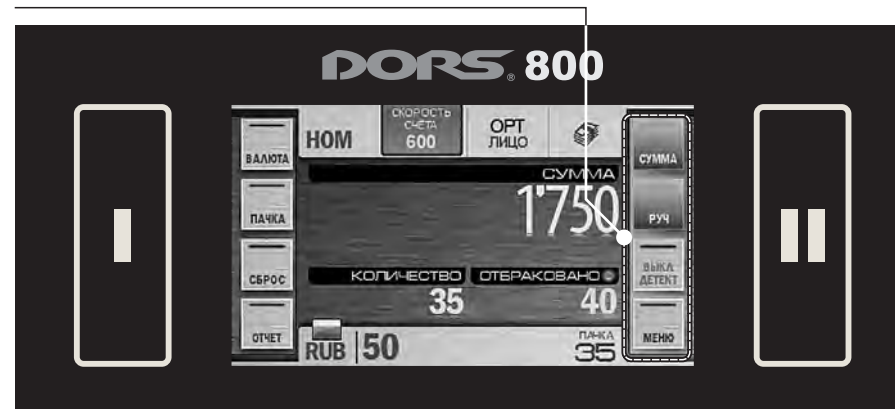 DORS® 800
ВАЛЮТА
ПАЧКА
СБРОС
ОТЧЕТ
НОМ
СКОРОСТЬ
СЧЕТА
600
ОРТ
ЛИЦО
СУММА
1'750
КОЛИЧЕСТВО
35
ОТБРАКОВАНО
40
RUB 50
ПАЧКА
35
СУММА
РУЧ
ВЫКЛ
ДЕТЕКТ
МЕНЮ
I
II